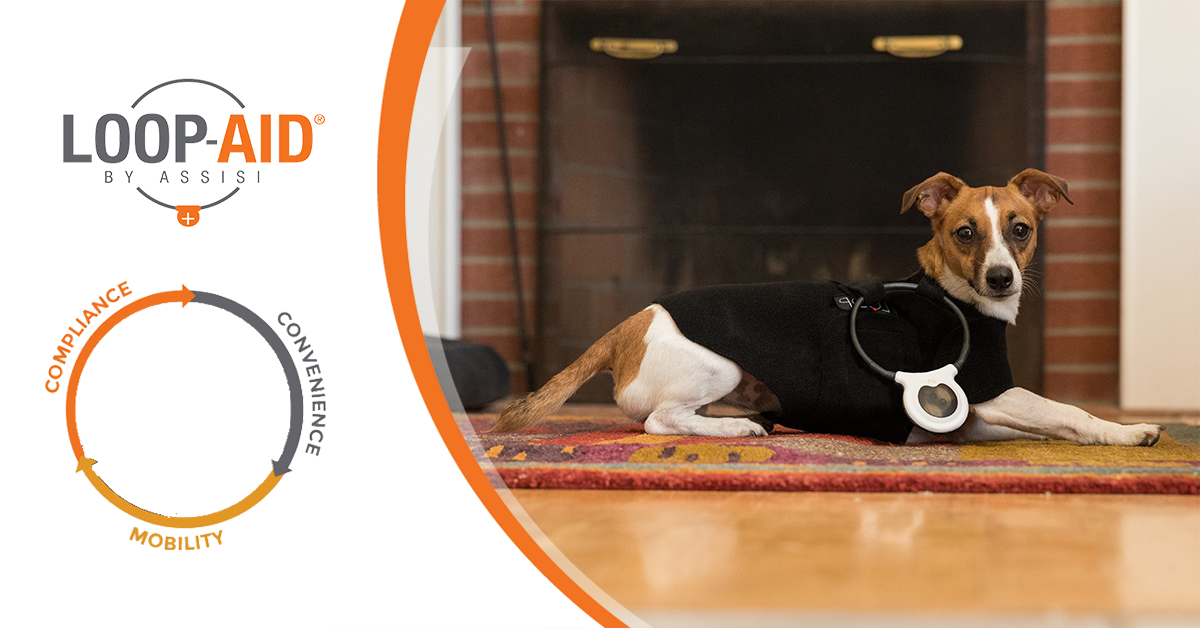 LOOP-AID®
BY ASSISI
COMPLIANCE
CONVENIENCE
MOBILITY